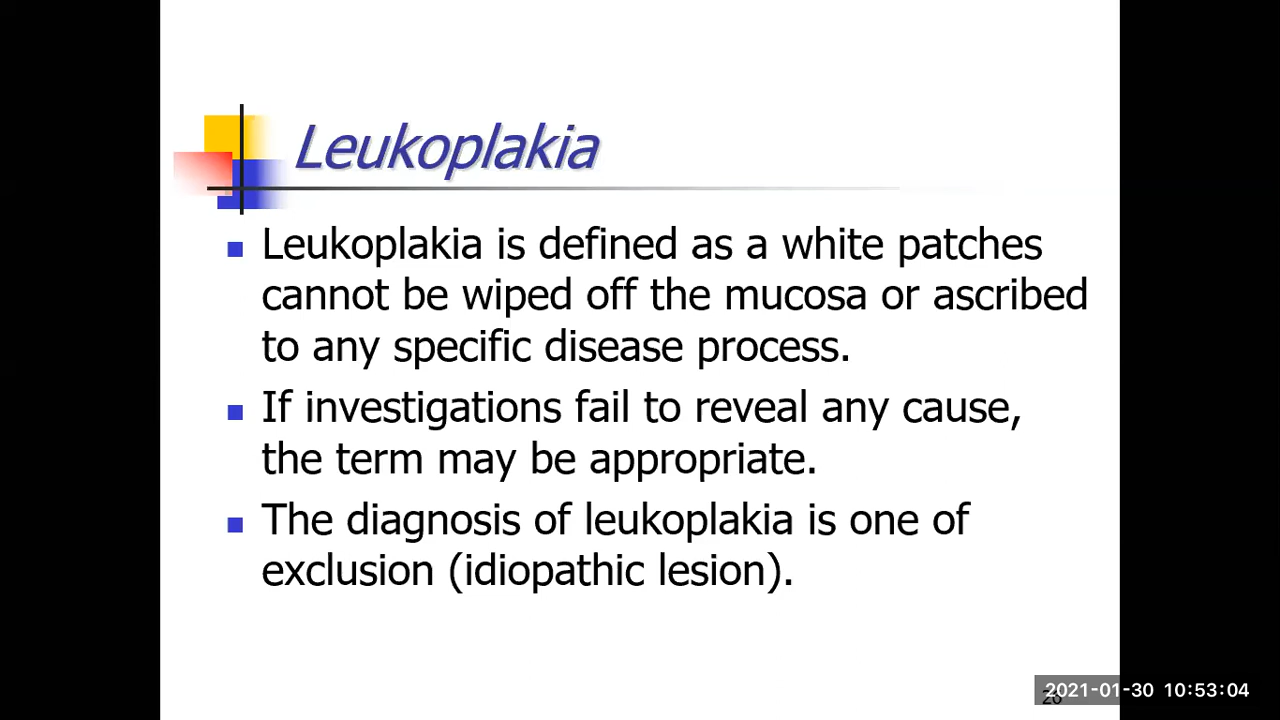 Leukoplakia
Leukoplakia is defined as a white patches
cannot be wiped off the mucosa or ascribed
to any specific disease process.
If investigations fail to reveal any cause,
the term may be appropriate.
The diagnosis of leukoplakia is one of
exclusion (idiopathic lesion).
2021-01-30 10:53:04